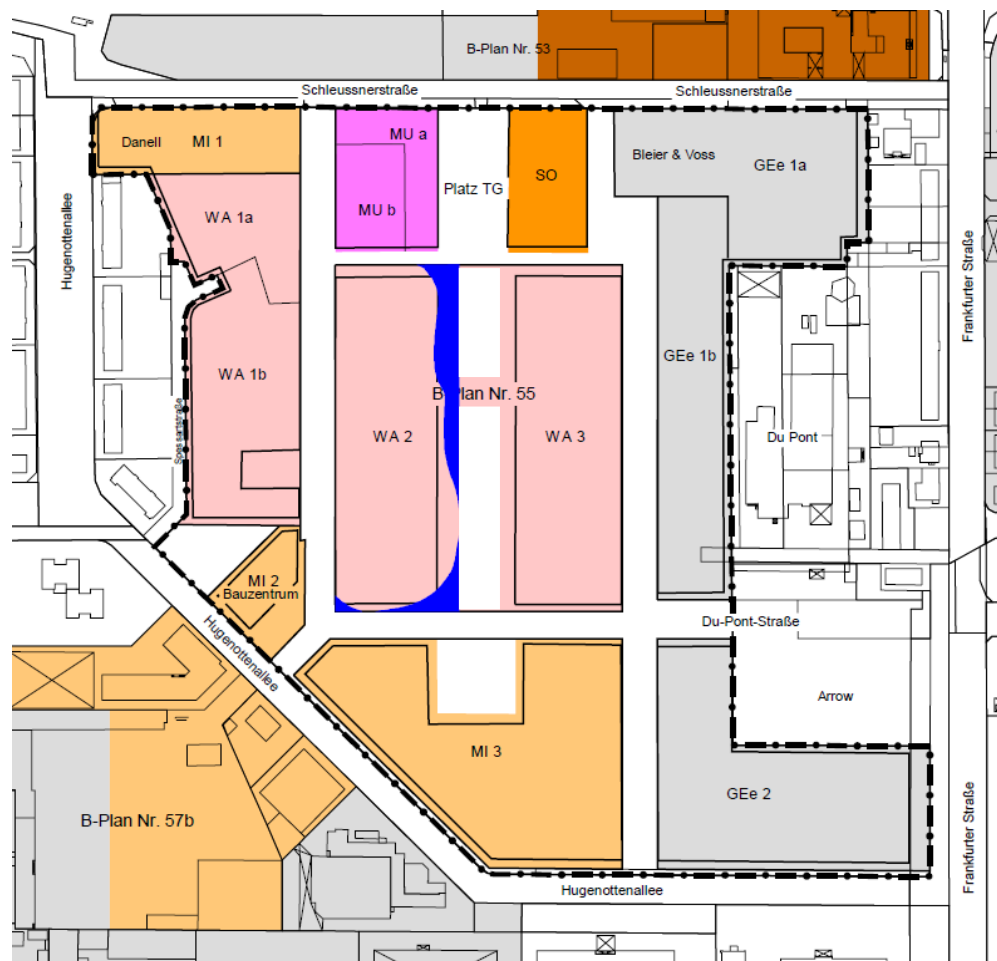 B-Plan Nr. 53
Schleussnerstraße
Schleussnerstraße
Danell
MI 1
MU a
Bleier & Voss
GEe 1a
SO
Platz TG
MU b
WA 1a
Hugenottenallee
Frankfurter Straße
GEe 1b
WA 1b
B-Plan Nr. 55
WA 2
WA 3
Du Pont
Spessartstraße
MI 2
Bauzentrum
Du-Pont-Straße
Hugenottenallee
Arrow
MI 3
GEe 2
B-Plan Nr. 57b
Frankfurter Straße
Hugenottenallee